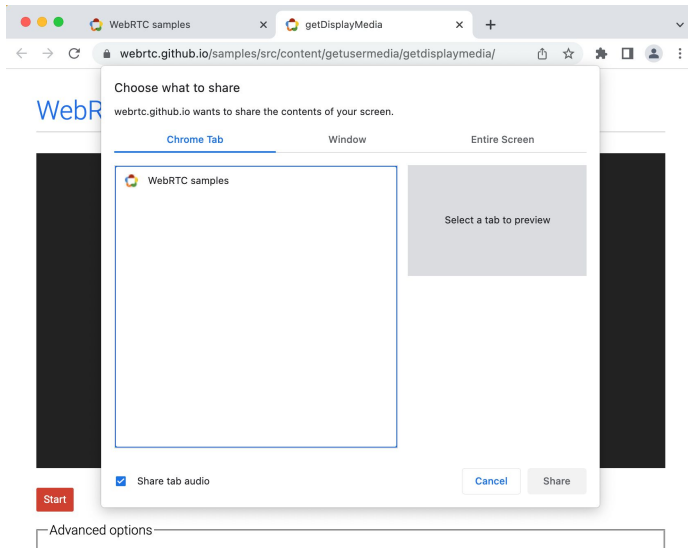 WebRTC samples
getDisplayMedia
webrtc.github.io/samples/src/content/getusermedia/getdisplaymedia/
WebR
Choose what to share
webrtc.github.io wants to share the contents of your screen.
Chrome Tab
Window
Entire Screen
WebRTC samples
Select a tab to preview
Share tab audio
Cancel
Share
Start
Advanced options